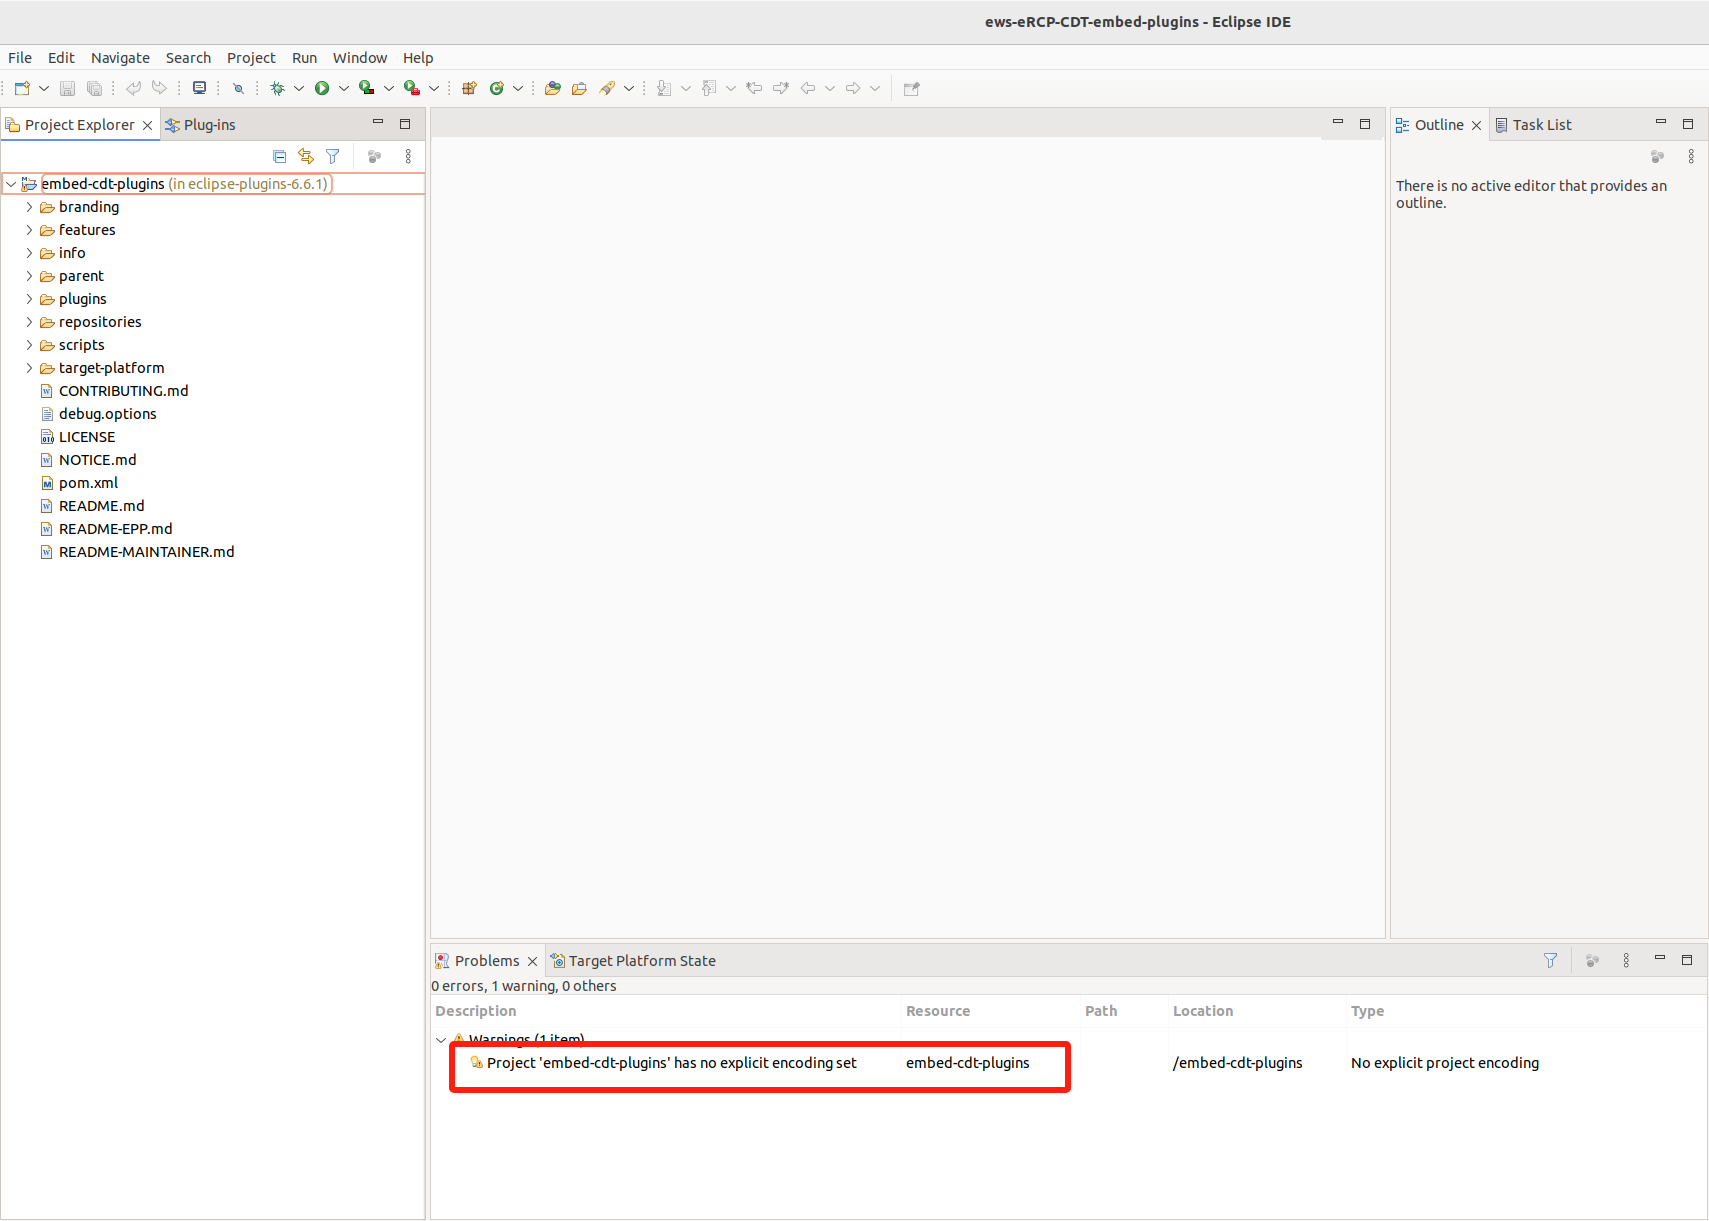 ews-eRCP-CDT-embed-plugins - Eclipse IDE
File Edit Navigate Search Project Run Window Help
Project Explorer Plug-ins
embed-cdt-plugins (in eclipse-plugins-6.6.1)
branding
features
info
parent
plugins
repositories
scripts
target-platform
CONTRIBUTING.md
debug.options
LICENSE
NOTICE.md
pom.xml
README.md
README-EPP.md
README-MAINTAINER.md
Outline Task List
There is no active editor that provides an
outline.
Problems Target Platform State
0 errors, 1 warning, 0 others
Description Resource Path Location Type
Warnings (1 item)
Project 'embed-cdt-plugins' has no explicit encoding set embed-cdt-plugins /embed-cdt-plugins No explicit project encoding